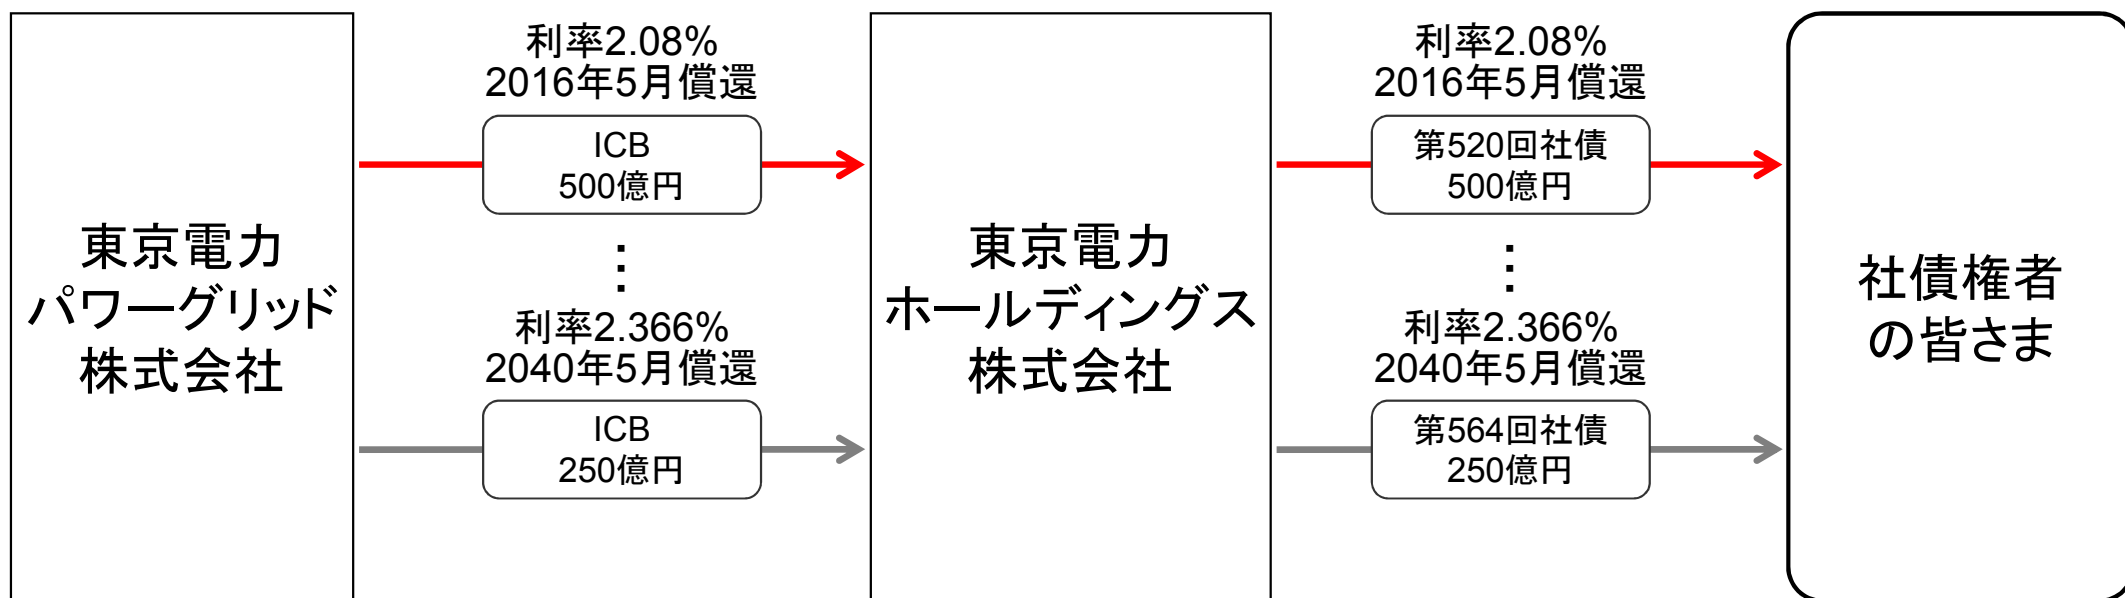 東京電力
パワーグリッド
株式会社
利率2.08%
2016年5月償還
ICB
500億円
⋮
利率2.366%
2040年5月償還
ICB
250億円
東京電力
ホールディングス
株式会社
利率2.08%
2016年5月償還
第520回社債
500億円
⋮
利率2.366%
2040年5月償還
第564回社債
250億円
社債権者
の皆さま